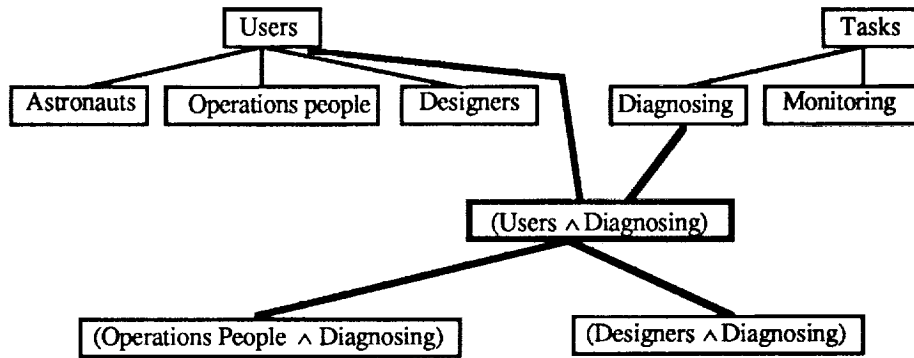 Users
Tasks
Astronauts
Operations people
Designers
Diagnosing
Monitoring
(Users ∧ Diagnosing)
(Operations People ∧ Diagnosing)
(Designers ∧ Diagnosing)